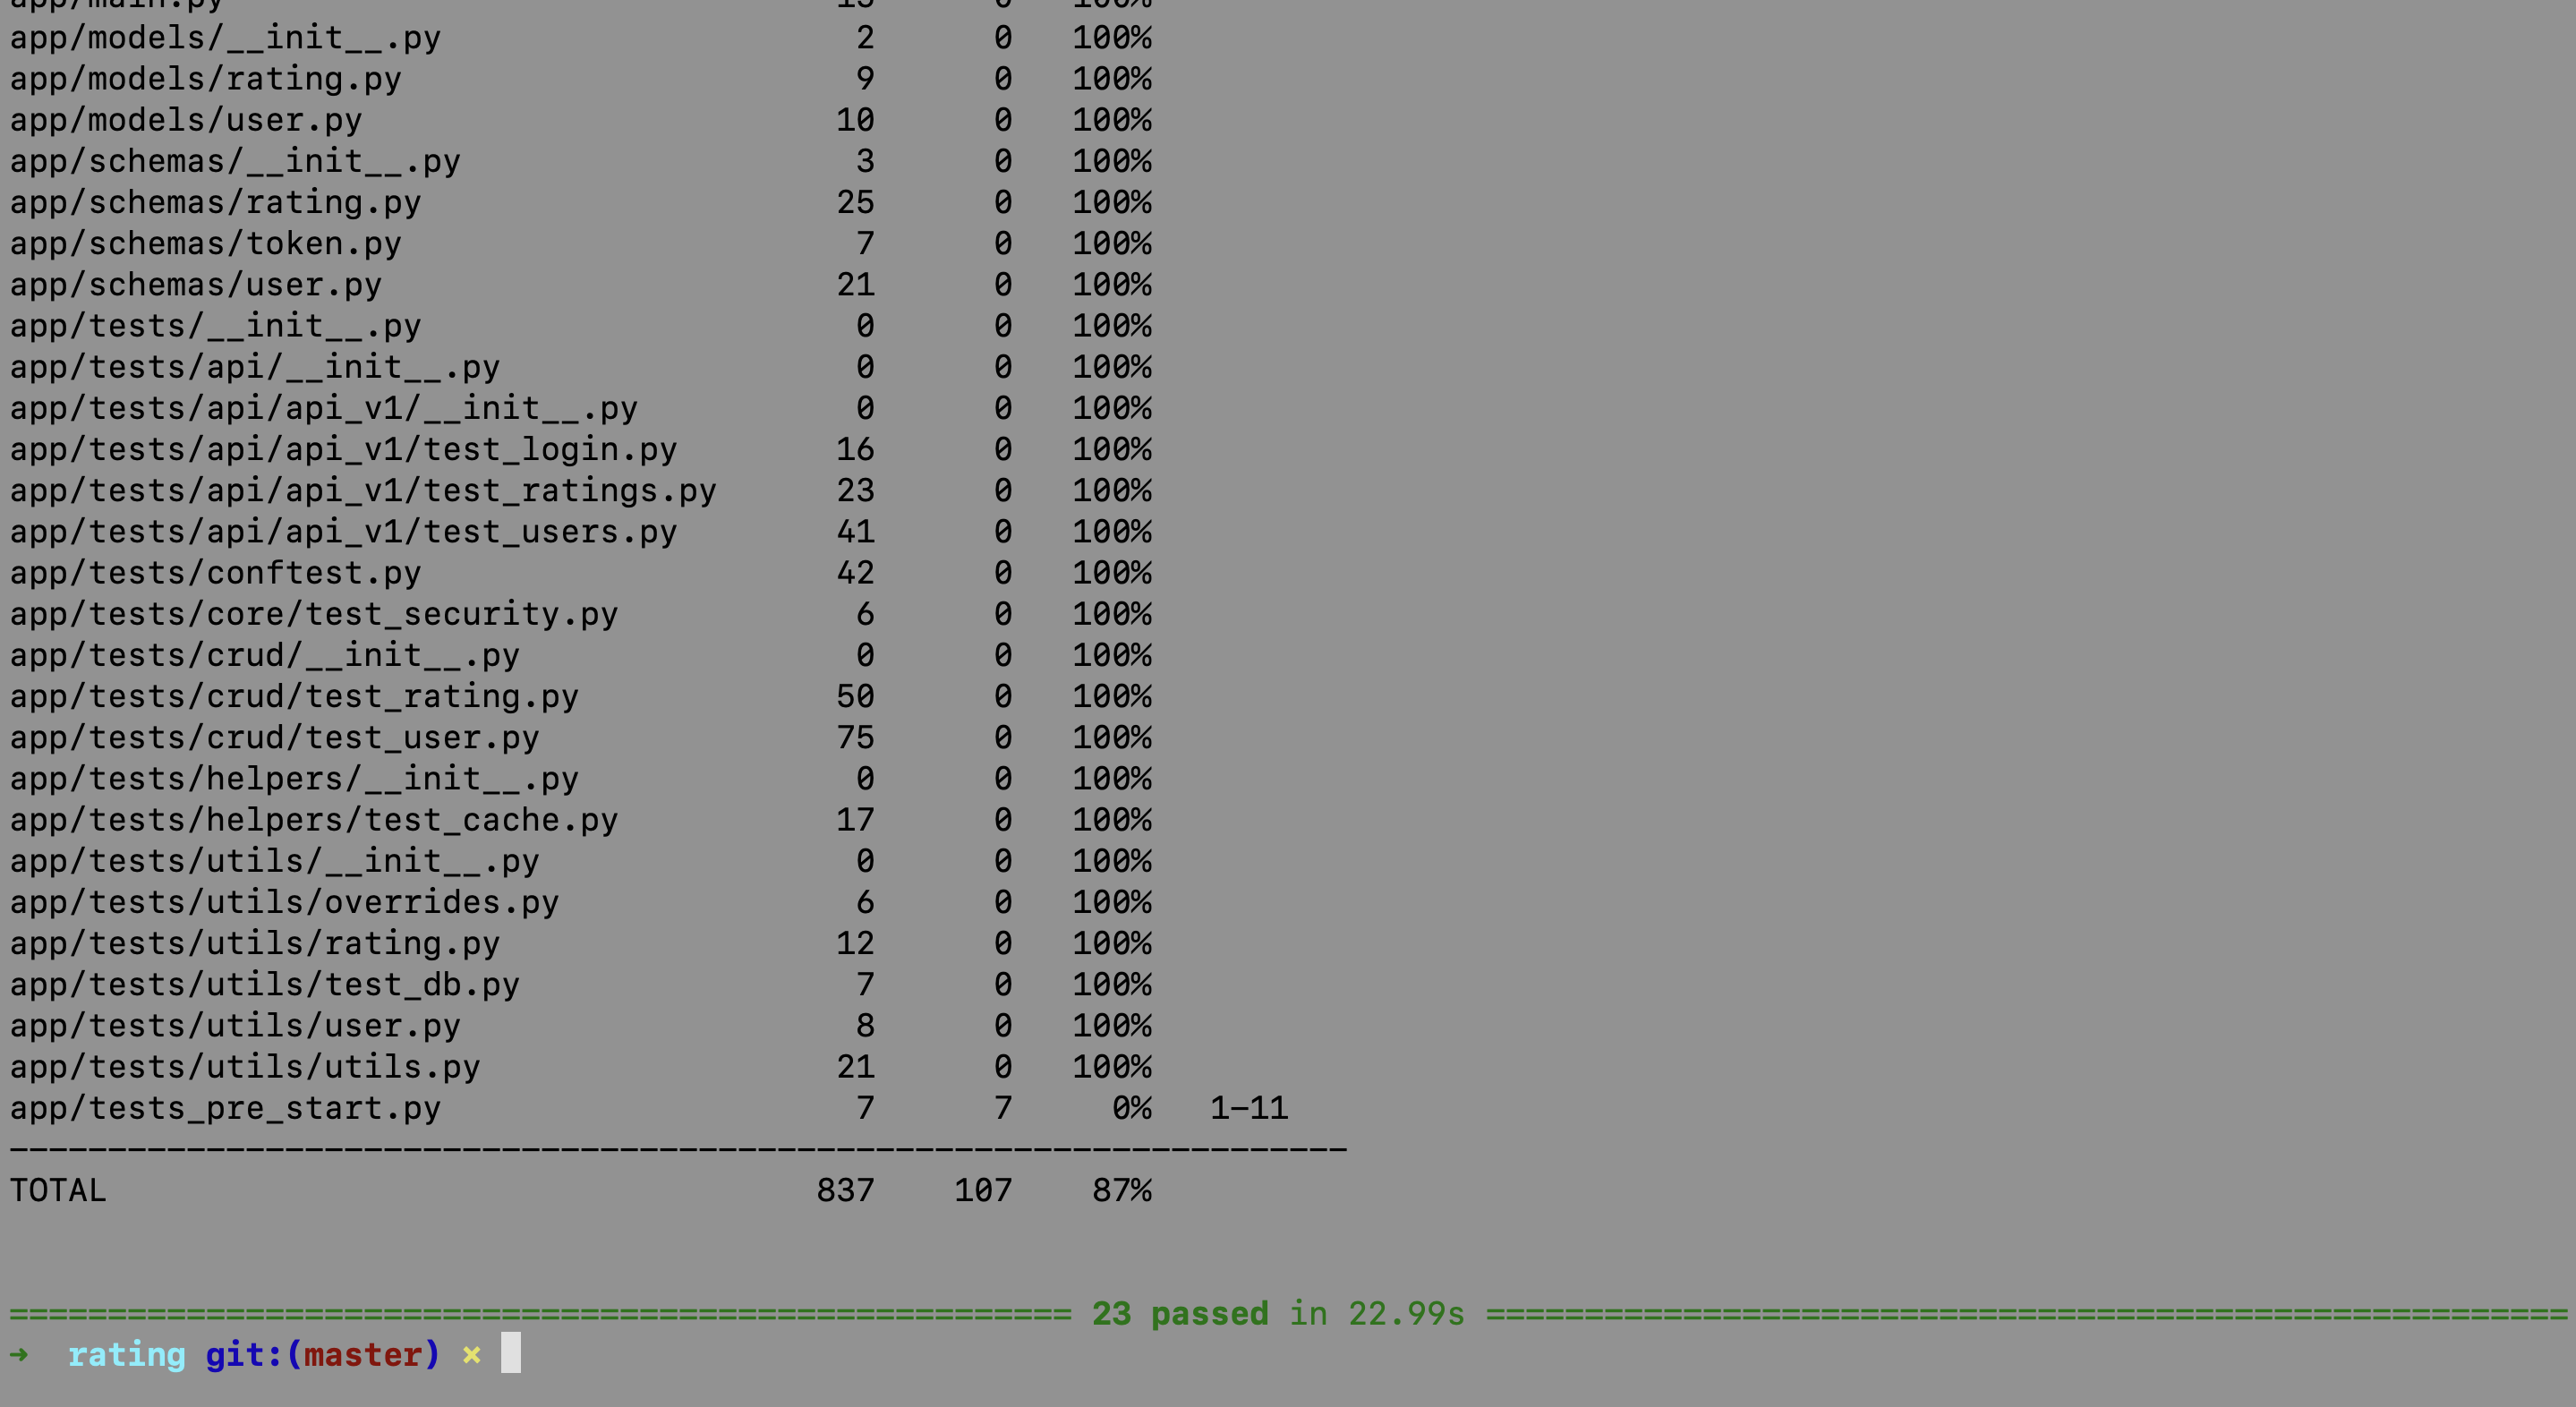 app/main.py 13 0 100%
app/models/__init__.py 2 0 100%
app/models/rating.py 9 0 100%
app/models/user.py 10 0 100%
app/schemas/__init__.py 3 0 100%
app/schemas/rating.py 25 0 100%
app/schemas/token.py 7 0 100%
app/schemas/user.py 21 0 100%
app/tests/__init__.py 0 0 100%
app/tests/api/__init__.py 0 0 100%
app/tests/api/api_v1/__init__.py 0 0 100%
app/tests/api/api_v1/test_login.py 16 0 100%
app/tests/api/api_v1/test_ratings.py 23 0 100%
app/tests/api/api_v1/test_users.py 41 0 100%
app/tests/conftest.py 42 0 100%
app/tests/core/test_security.py 6 0 100%
app/tests/crud/__init__.py 0 0 100%
app/tests/crud/test_rating.py 50 0 100%
app/tests/crud/test_user.py 75 0 100%
app/tests/helpers/__init__.py 0 0 100%
app/tests/helpers/test_cache.py 17 0 100%
app/tests/utils/__init__.py 0 0 100%
app/tests/utils/overrides.py 6 0 100%
app/tests/utils/rating.py 12 0 100%
app/tests/utils/test_db.py 7 0 100%
app/tests/utils/user.py 8 0 100%
app/tests/utils/utils.py 21 0 100%
app/tests_pre_start.py 7 7 0% 1-11
--------------------------------------------------------------------
TOTAL 837 107 87%
====================================================== 23 passed in 22.99s =======================================================
➜ rating git:(master) ✗